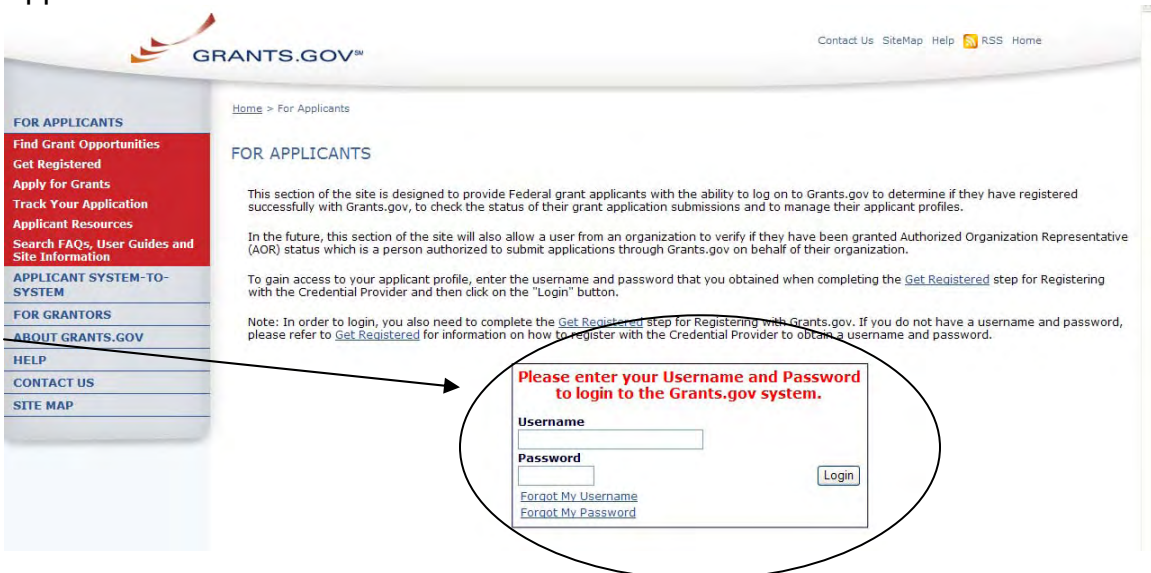 GRANTS.GOV℠
Contact Us SiteMap Help RSS Home
Home > For Applicants
FOR APPLICANTS
Find Grant Opportunities
Get Registered
Apply for Grants
Track Your Application
Applicant Resources
Search FAQs, User Guides and
Site Information
APPLICANT SYSTEM-TO-
SYSTEM
FOR GRANTORS
ABOUT GRANTS.GOV
HELP
CONTACT US
SITE MAP
FOR APPLICANTS
This section of the site is designed to provide Federal grant applicants with the ability to log on to Grants.gov to determine if they have registered
successfully with Grants.gov, to check the status of their grant application submissions and to manage their applicant profiles.
In the future, this section of the site will also allow a user from an organization to verify if they have been granted Authorized Organization Representative
(AOR) status which is a person authorized to submit applications through Grants.gov on behalf of their organization.
To gain access to your applicant profile, enter the username and password that you obtained when completing the Get Registered step for Registering
with the Credential Provider and then click on the "Login" button.
Note: In order to login, you also need to complete the Get Registered step for Registering with Grants.gov. If you do not have a username and password,
please refer to Get Registered for information on how to register with the Credential Provider to obtain a username and password.
Please enter your Username and Password
to login to the Grants.gov system.
Username
Password
Login
Forgot My Username
Forgot My Password